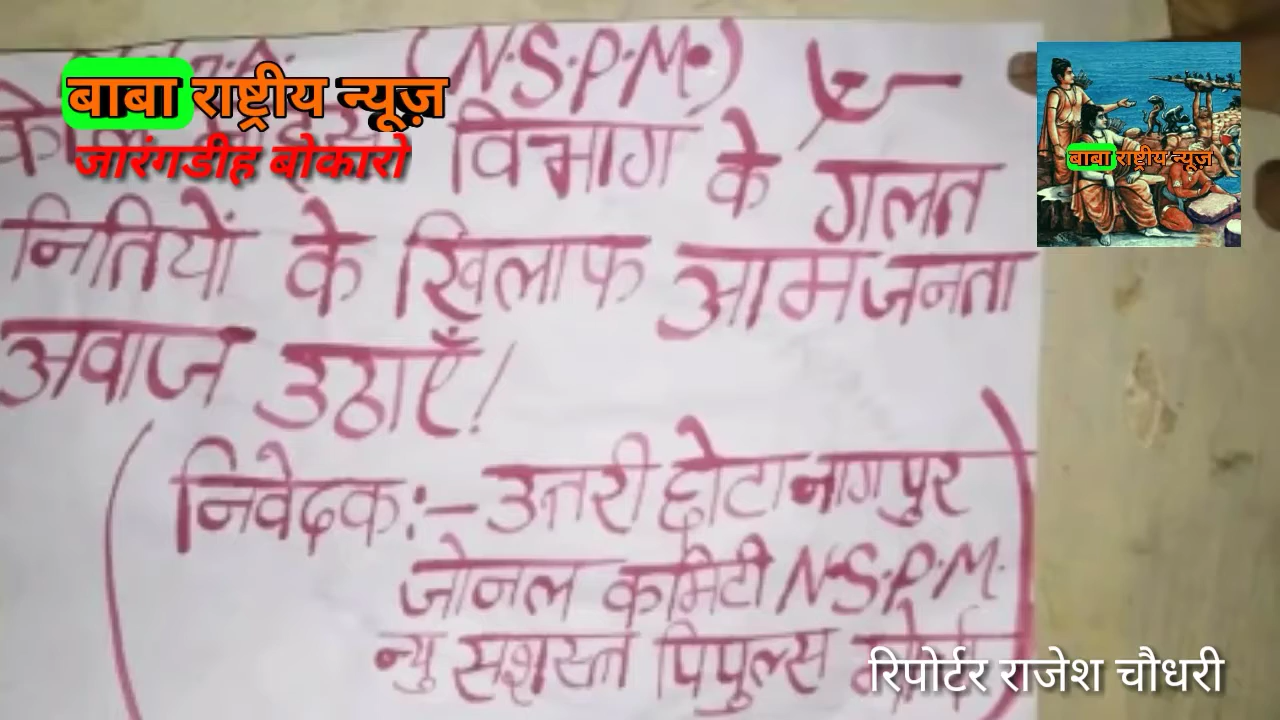 (N.S.P.M.)
बाबा राष्ट्रीय न्यूज़
जारंगडीह बोकारो
बाबा राष्ट्रीय न्यूज़
विभाग के गलत
नितियों के खिलाफ आमजनता
अवाज उठाएँ!
(निवेदक:- उत्तरी छोटानागपुर
जोनल कमिटी N.S.P.M.
न्यु सशस्त्र पिपुल्स
रिपोर्टर राजेश चौधरी